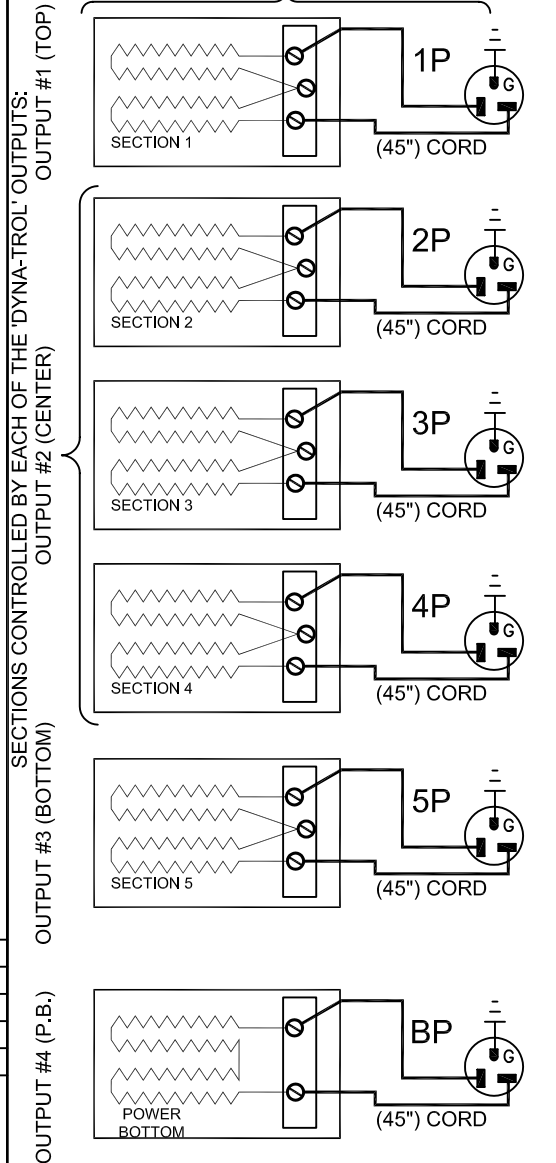 SECTIONS CONTROLLED BY EACH OF THE 'DYNA-TROL' OUTPUTS:
OUTPUT #1 (TOP)
SECTION 1
1P
G
(45") CORD
OUTPUT #2 (CENTER)
SECTION 2
2P
G
(45") CORD
SECTION 3
3P
G
(45") CORD
SECTION 4
4P
G
(45") CORD
OUTPUT #3 (BOTTOM)
SECTION 5
5P
G
(45") CORD
OUTPUT #4 (P.B.)
POWER
BOTTOM
BP
G
(45") CORD